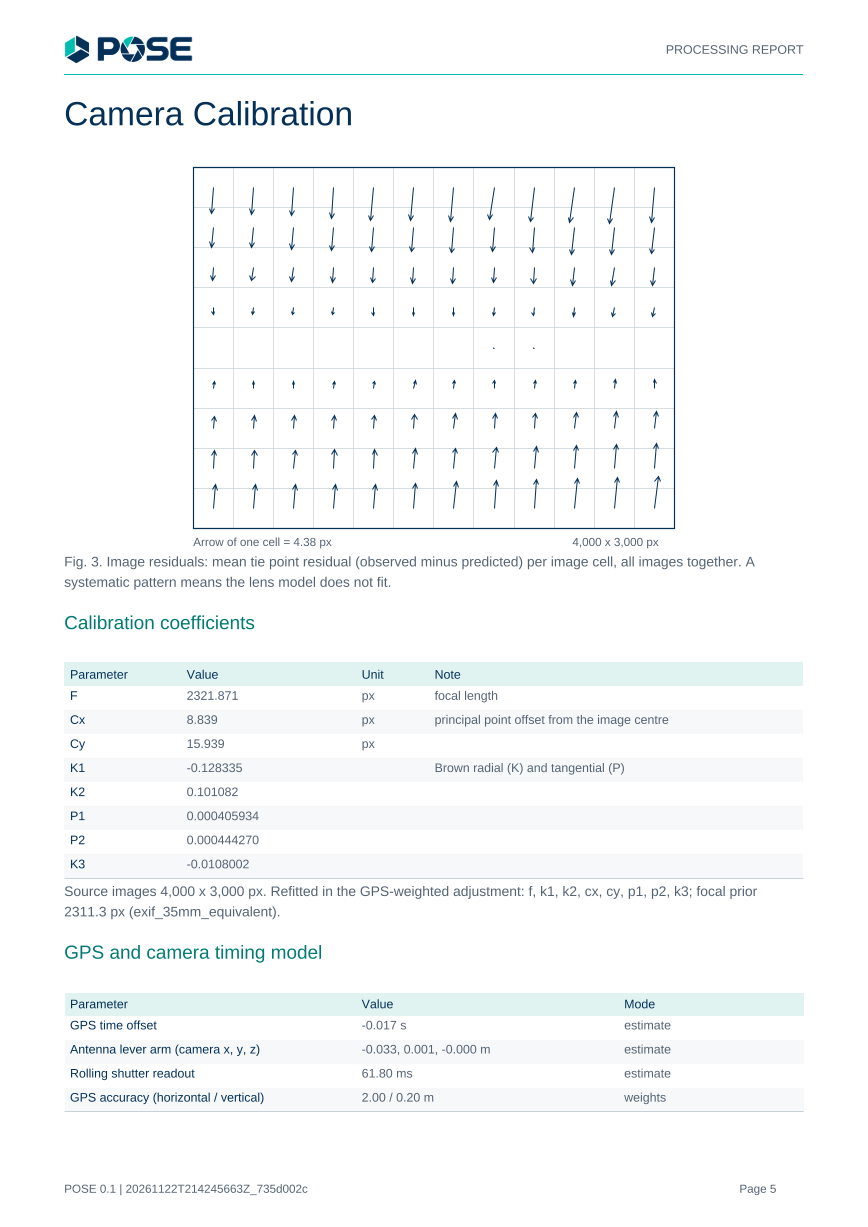 POSE
PROCESSING REPORT
Camera Calibration
Arrow of one cell = 4.38 px
4,000 x 3,000 px
Fig. 3. Image residuals: mean tie point residual (observed minus predicted) per image cell, all images together. A
systematic pattern means the lens model does not fit.
Calibration coefficients
Parameter Value Unit Note
F 2321.871 px focal length
Cx 8.839 px principal point offset from the image centre
Cy 15.939 px
K1 -0.128335 Brown radial (K) and tangential (P)
K2 0.101082
P1 0.000405934
P2 0.000444270
K3 -0.0108002
Source images 4,000 x 3,000 px. Refitted in the GPS-weighted adjustment: f, k1, k2, cx, cy, p1, p2, k3; focal prior
2311.3 px (exif_35mm_equivalent).
GPS and camera timing model
Parameter Value Mode
GPS time offset -0.017 s estimate
Antenna lever arm (camera x, y, z) -0.033, 0.001, -0.000 m estimate
Rolling shutter readout 61.80 ms estimate
GPS accuracy (horizontal / vertical) 2.00 / 0.20 m weights
POSE 0.1 | 20261122T214245663Z_735d002c
Page 5